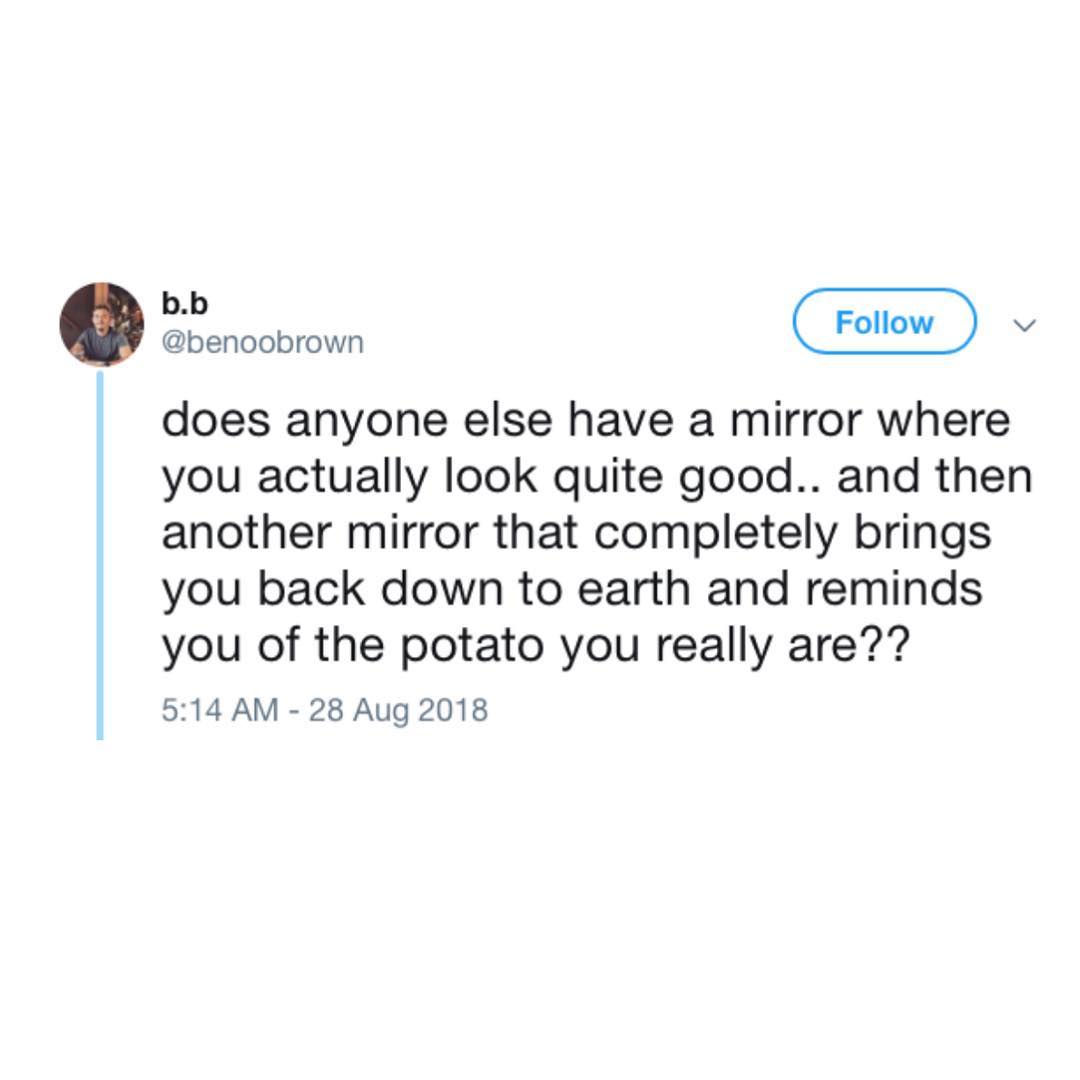 b.b
@benoobrown
Follow
does anyone else have a mirror where
you actually look quite good.. and then
another mirror that completely brings
you back down to earth and reminds
you of the potato you really are??
5:14 AM - 28 Aug 2018